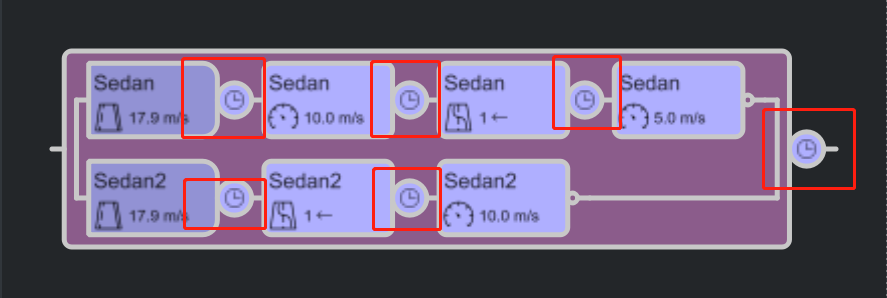 Sedan
17.9 m/s
Sedan
10.0 m/s
Sedan
1 ←
Sedan
5.0 m/s
Sedan2
17.9 m/s
Sedan2
1 ←
Sedan2
10.0 m/s